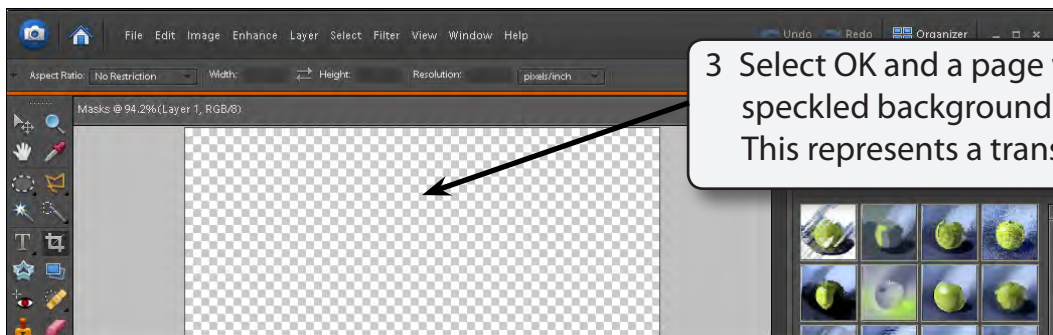 File Edit Image Enhance Layer Select Filter View Window Help Undo Redo Organizer
Aspect Ratio: No Restriction Width: Height: Resolution: pixels/inch
Masks @ 94.2%(Layer 1, RGB/8)
3 Select OK and a page
speckled background
This represents a trans
T